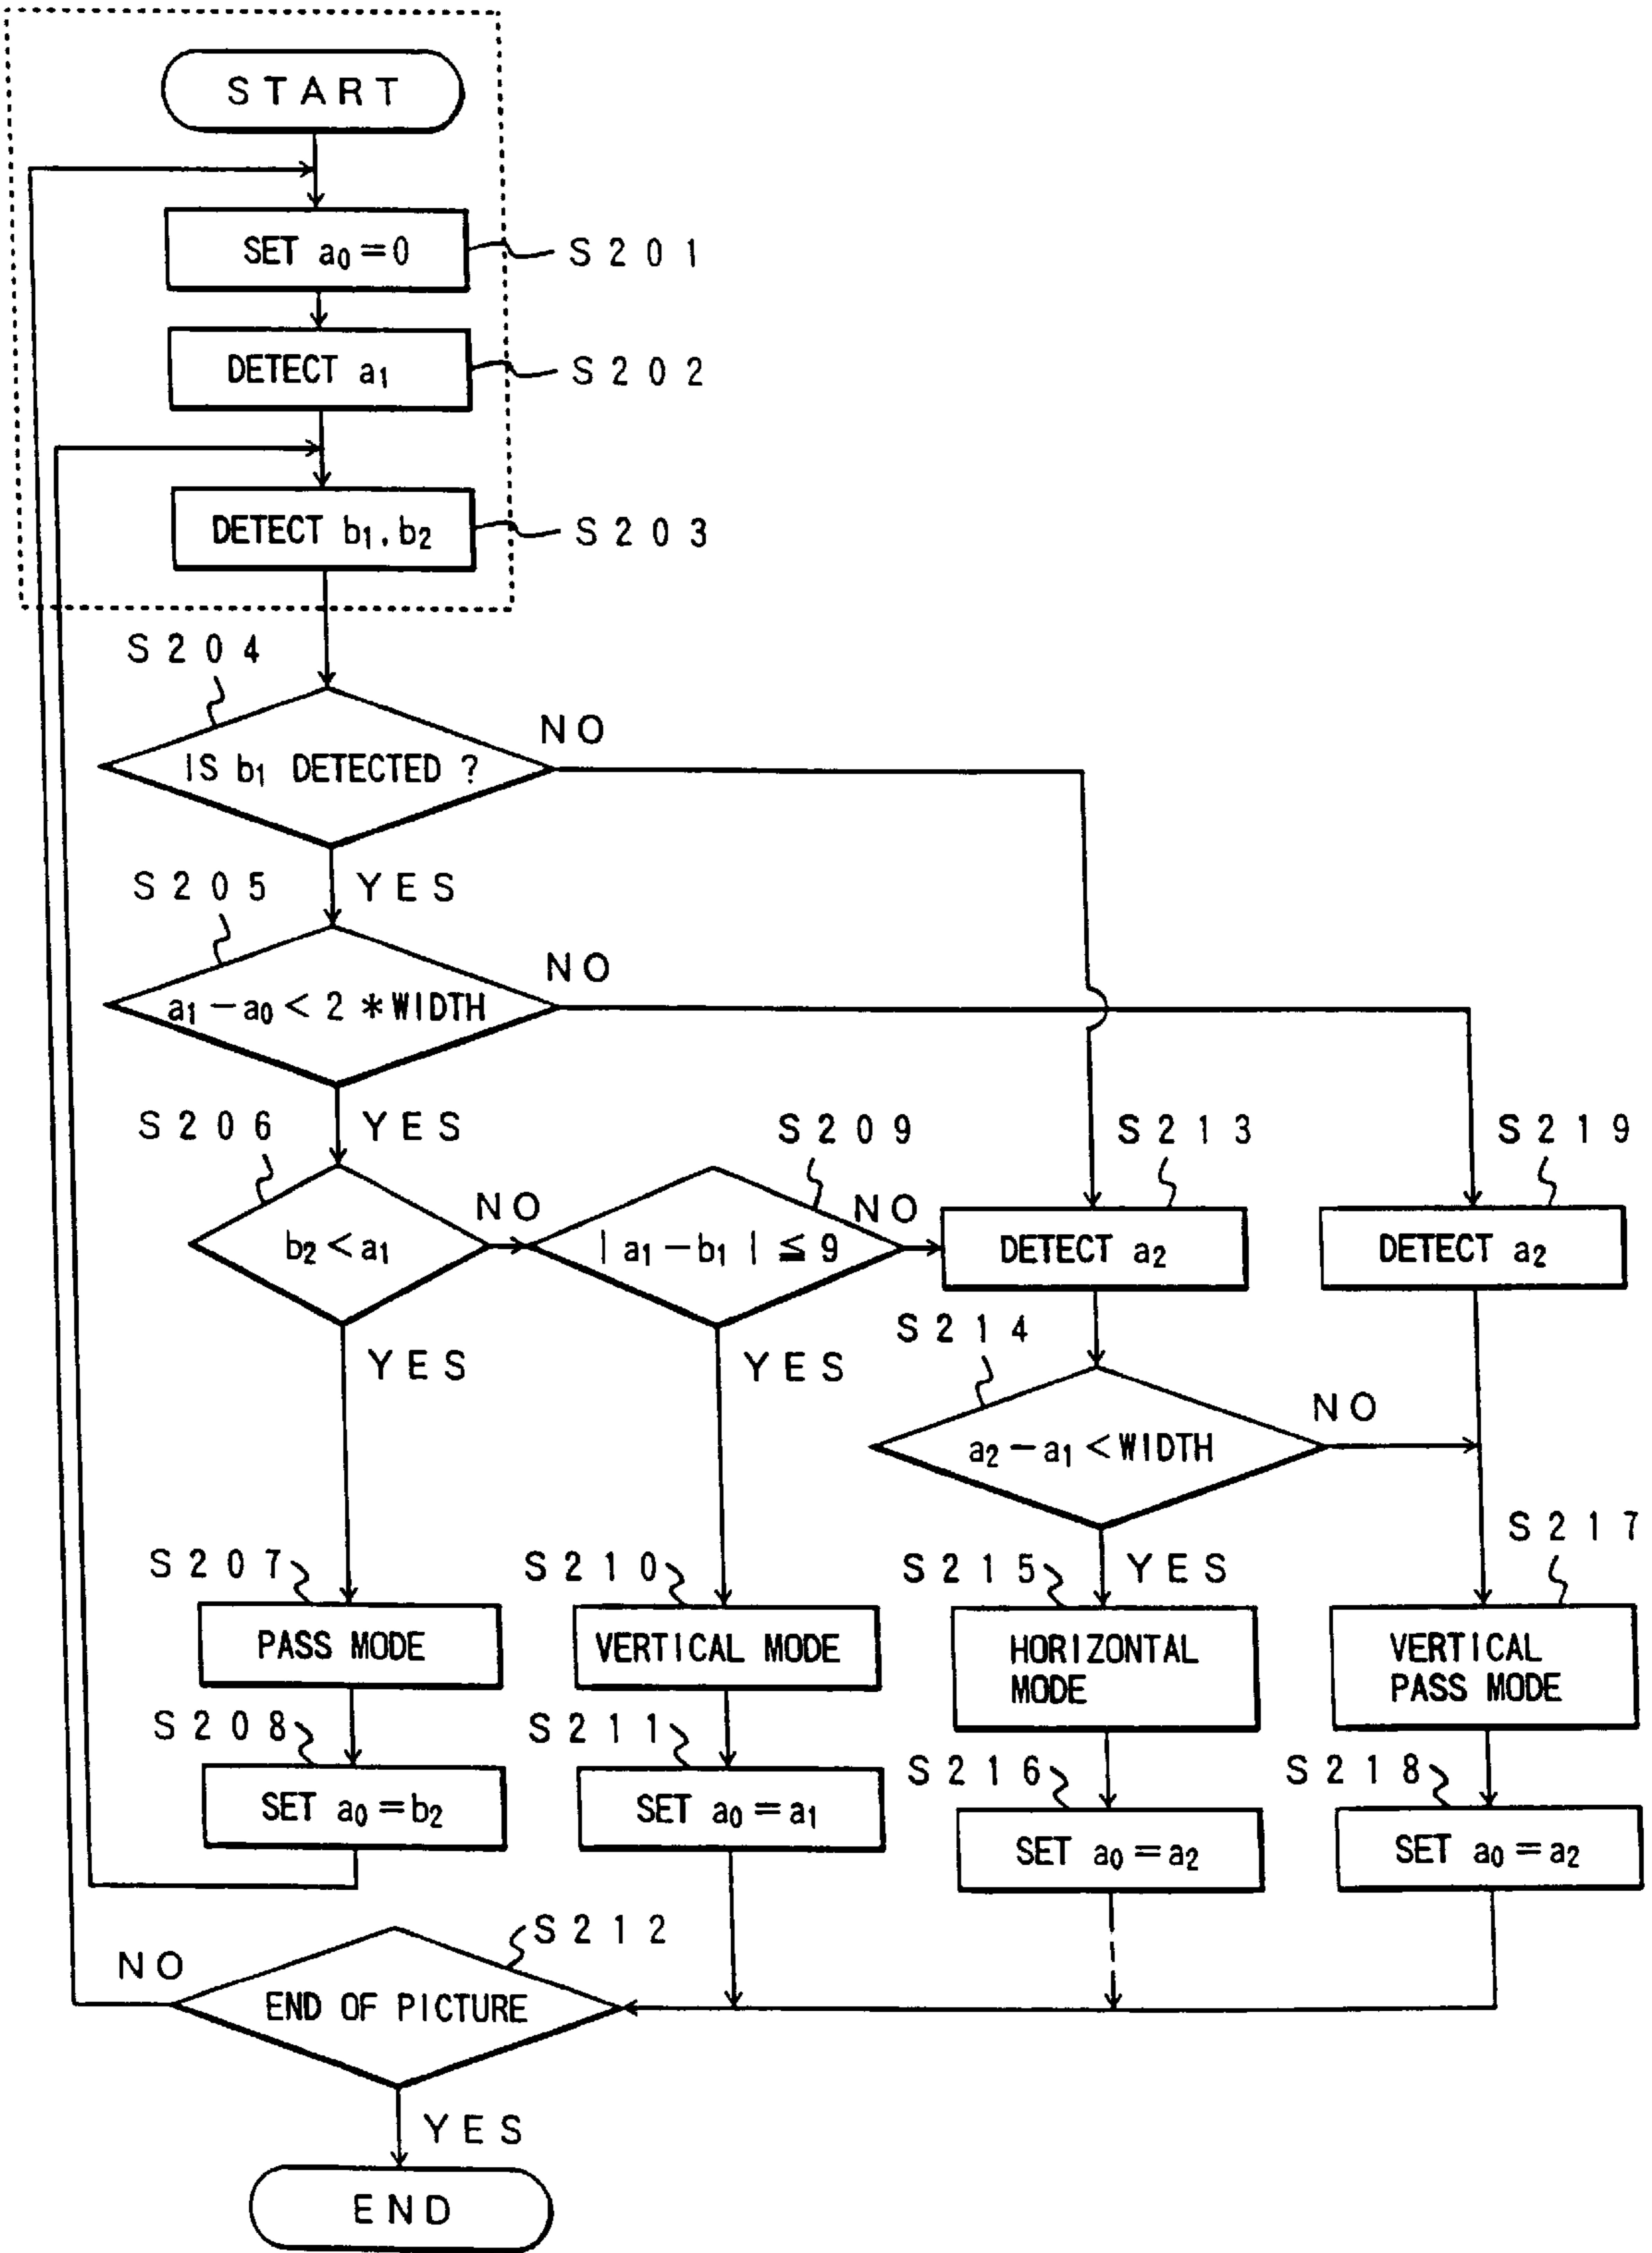 START
SET a₀=0
S201
DETECT a₁
S202
DETECT b₁, b₂
S203
S204
IS b₁ DETECTED ?
NO
YES
S205
a₁-a₀ < 2 * WIDTH
NO
YES
S206
b₂ < a₁
NO
YES
S209
| a₁-b₁ | ≦ 9
NO
YES
S213
DETECT a₂
S219
DETECT a₂
S214
a₂-a₁ < WIDTH
NO
YES
S207
PASS MODE
S210
VERTICAL MODE
S215
HORIZONTAL
MODE
S217
VERTICAL
PASS MODE
S208
SET a₀=b₂
S211
SET a₀=a₁
S216
SET a₀=a₂
S218
SET a₀=a₂
S212
END OF PICTURE
NO
YES
END